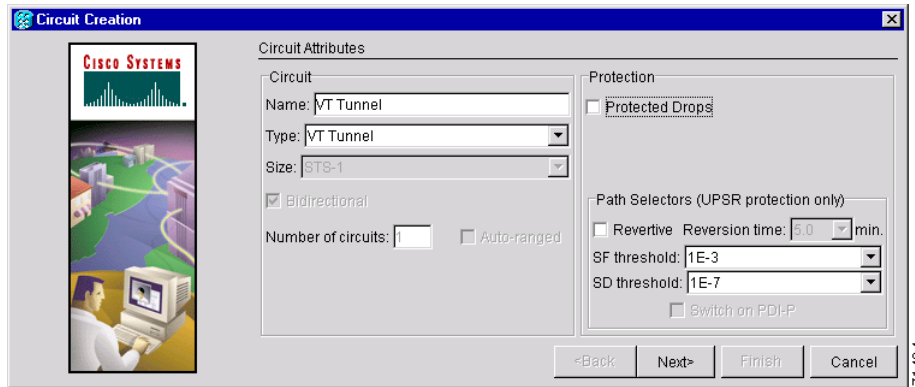 Circuit Creation
CISCO SYSTEMS
Circuit Attributes
Circuit
Name: VT Tunnel
Type: VT Tunnel
Size: STS-1
Bidirectional
Number of circuits: 1
Auto-ranged
Protection
Protected Drops
Path Selectors (UPSR protection only)
Revertive Reversion time: 5.0 min.
SF threshold: 1E-3
SD threshold: 1E-7
Switch on PDI-P
<Back
Next>
Finish
Cancel